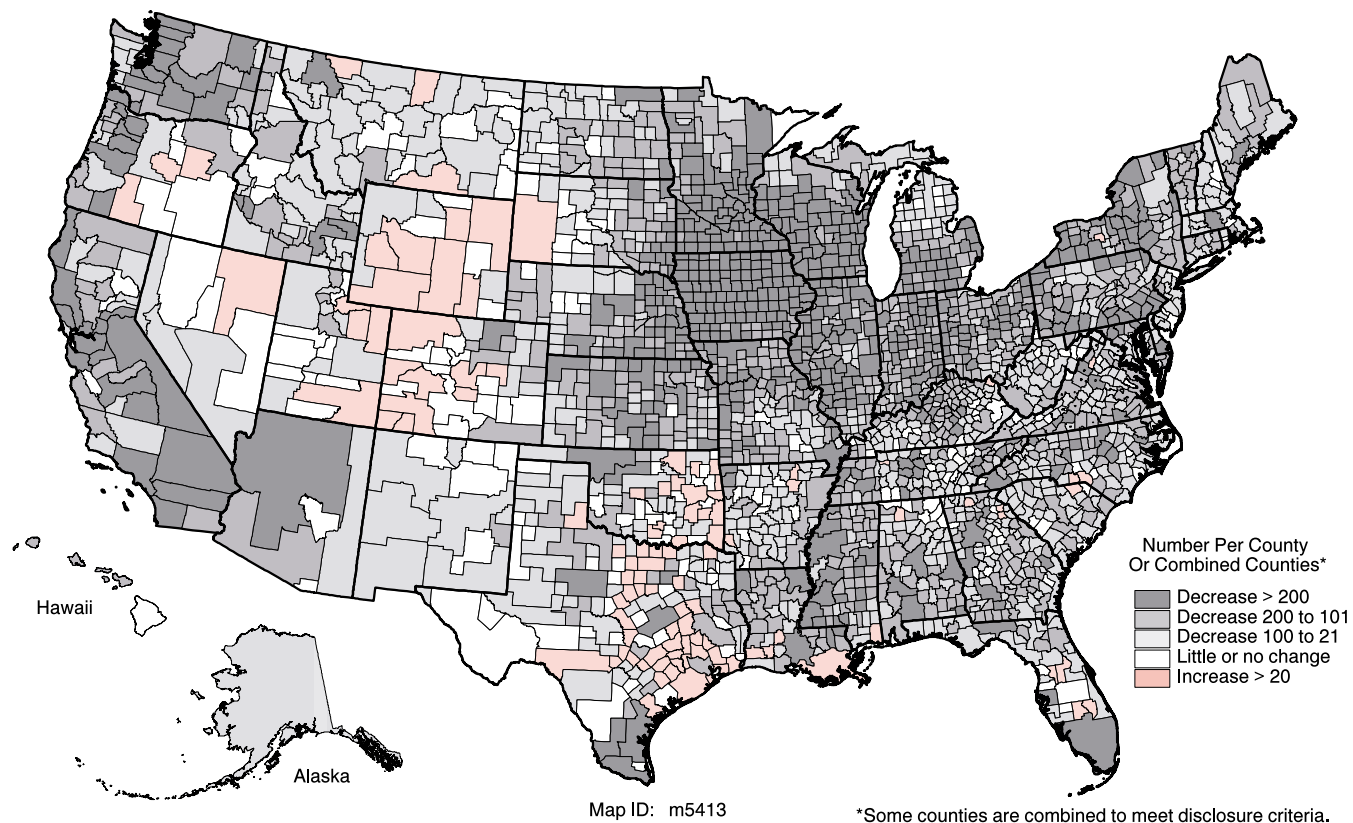 Number Per County
Or Combined Counties*
Decrease > 200
Decrease 200 to 101
Decrease 100 to 21
Little or no change
Increase > 20
Hawaii
Alaska
Map ID: m5413
*Some counties are combined to meet disclosure criteria.